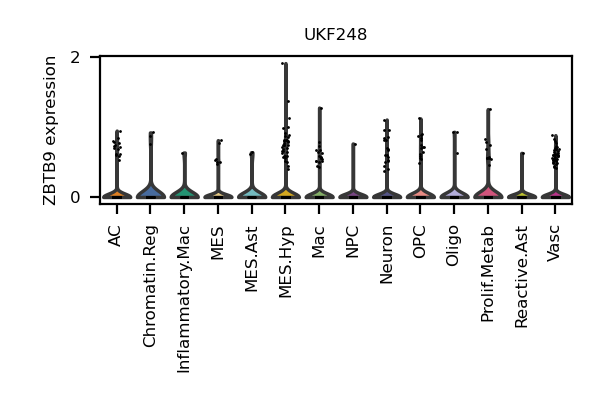 UKF248
ZBTB9 expression
2
0
AC
Chromatin.Reg
Inflammatory.Mac
MES
MES.Ast
MES.Hyp
Mac
NPC
Neuron
OPC
Oligo
Prolif.Metab
Reactive.Ast
Vasc